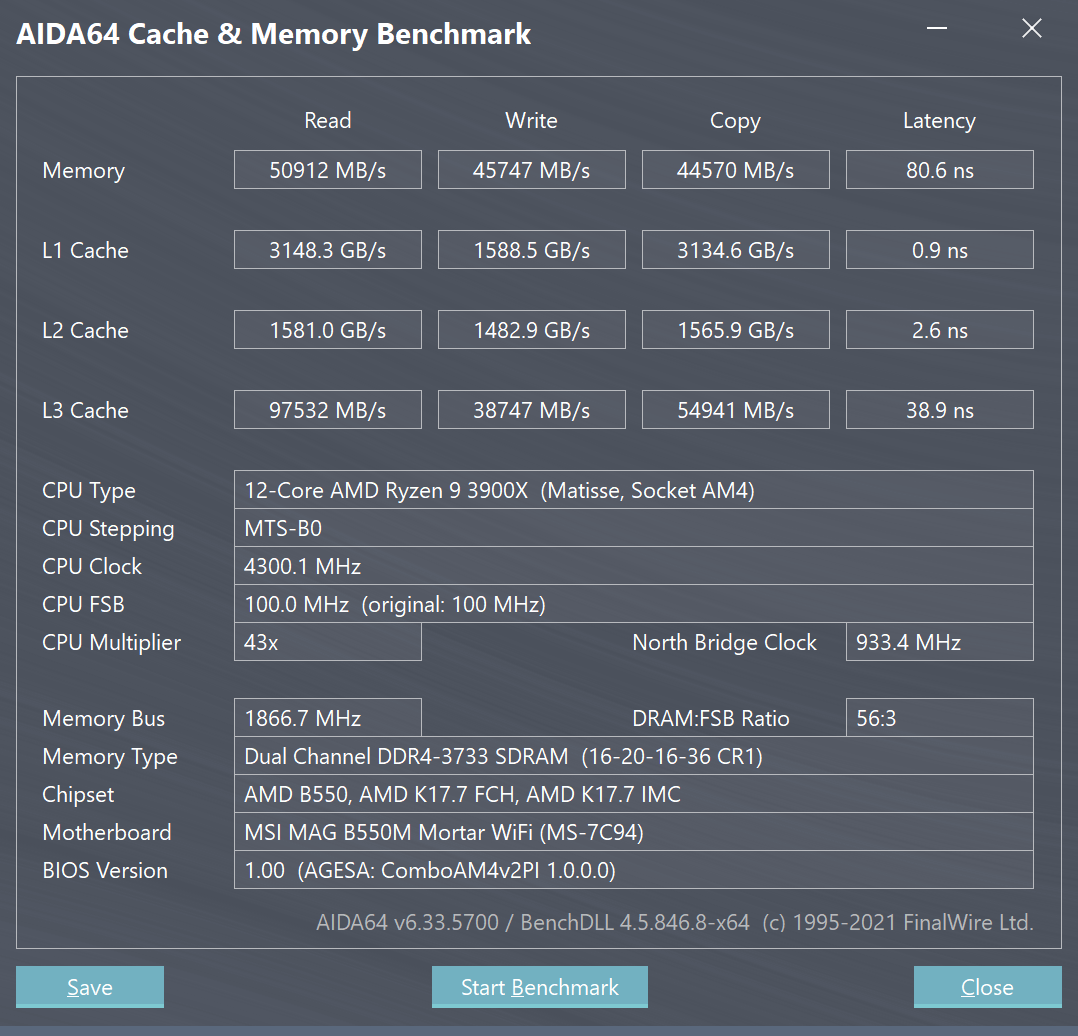 AIDA64 Cache & Memory Benchmark
Read Write Copy Latency
Memory 50912 MB/s 45747 MB/s 44570 MB/s 80.6 ns
L1 Cache 3148.3 GB/s 1588.5 GB/s 3134.6 GB/s 0.9 ns
L2 Cache 1581.0 GB/s 1482.9 GB/s 1565.9 GB/s 2.6 ns
L3 Cache 97532 MB/s 38747 MB/s 54941 MB/s 38.9 ns
CPU Type 12-Core AMD Ryzen 9 3900X (Matisse, Socket AM4)
CPU Stepping MTS-B0
CPU Clock 4300.1 MHz
CPU FSB 100.0 MHz (original: 100 MHz)
CPU Multiplier 43x North Bridge Clock 933.4 MHz
Memory Bus 1866.7 MHz DRAM:FSB Ratio 56:3
Memory Type Dual Channel DDR4-3733 SDRAM (16-20-16-36 CR1)
Chipset AMD B550, AMD K17.7 FCH, AMD K17.7 IMC
Motherboard MSI MAG B550M Mortar WiFi (MS-7C94)
BIOS Version 1.00 (AGESA: ComboAM4v2PI 1.0.0.0)
AIDA64 v6.33.5700 / BenchDLL 4.5.846.8-x64 (c) 1995-2021 FinalWire Ltd.
Save Start Benchmark Close